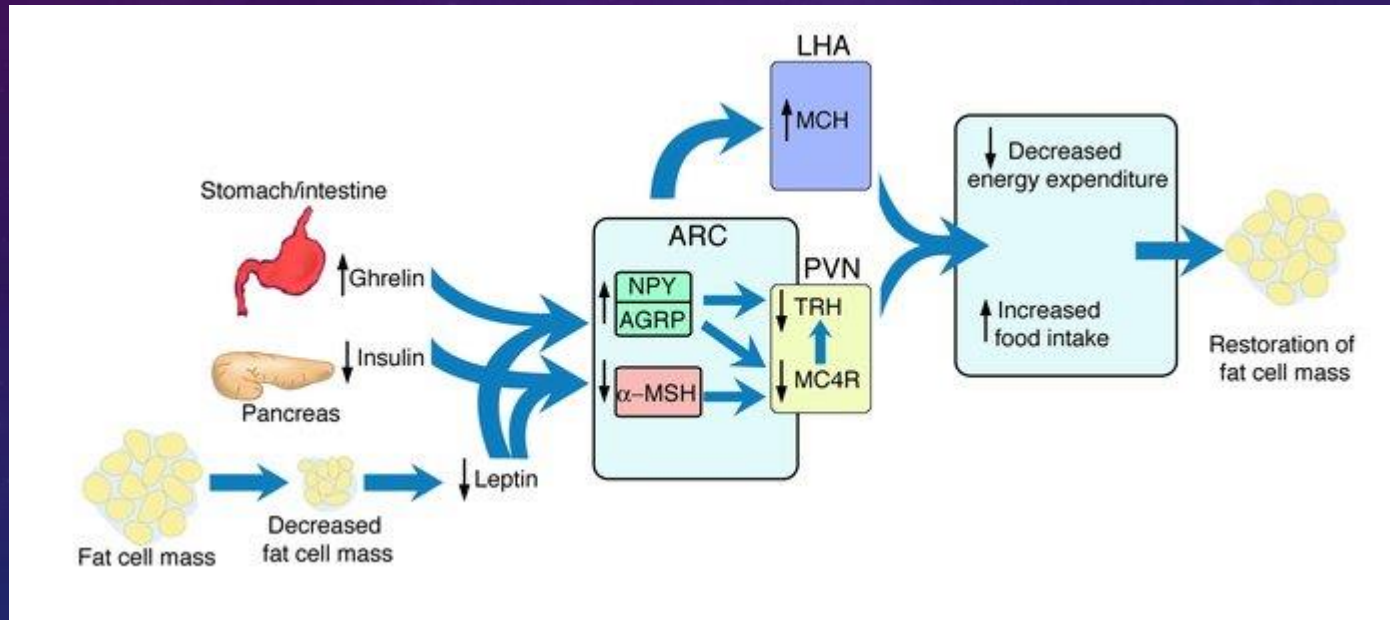 LHA
MCH
Stomach/intestine
Ghrelin
Insulin
Pancreas
Fat cell mass
Decreased
fat cell mass
Leptin
ARC
NPY
AGRP
α–MSH
PVN
TRH
MC4R
Decreased
energy expenditure
Increased
food intake
Restoration of
fat cell mass